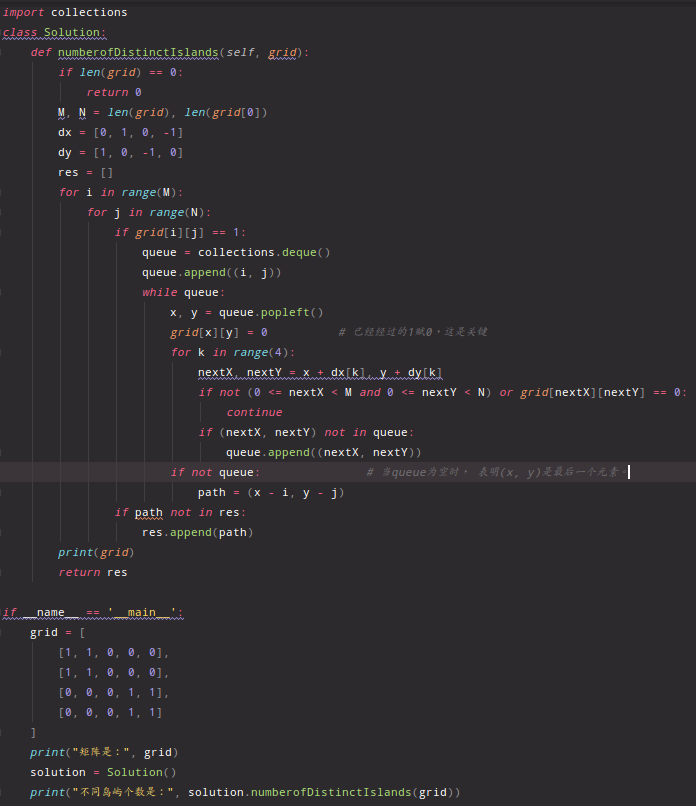 import collections
class Solution:
    def numberofDistinctIslands(self, grid):
        if len(grid) == 0:
            return 0
        M, N = len(grid), len(grid[0])
        dx = [0, 1, 0, -1]
        dy = [1, 0, -1, 0]
        res = []
        for i in range(M):
            for j in range(N):
                if grid[i][j] == 1:
                    queue = collections.deque()
                    queue.append((i, j))
                    while queue:
                        x, y = queue.popleft()
                        grid[x][y] = 0          # 已经经过的1赋0,这是关键
                        for k in range(4):
                            nextX, nextY = x + dx[k], y + dy[k]
                            if not (0 <= nextX < M and 0 <= nextY < N) or grid[nextX][nextY] == 0:
                                continue
                            if (nextX, nextY) not in queue:
                                queue.append((nextX, nextY))
                        if not queue:               # 当queue为空时, 表明(x, y)是最后一个元素。
                            path = (x - i, y - j)
                if path not in res:
                    res.append(path)
        print(grid)
        return res
if __name__ == '__main__':
    grid = [
        [1, 1, 0, 0, 0],
        [1, 1, 0, 0, 0],
        [0, 0, 0, 1, 1],
        [0, 0, 0, 1, 1]
    ]
    print("矩阵是:", grid)
    solution = Solution()
    print("不同岛屿个数是:", solution.numberofDistinctIslands(grid))